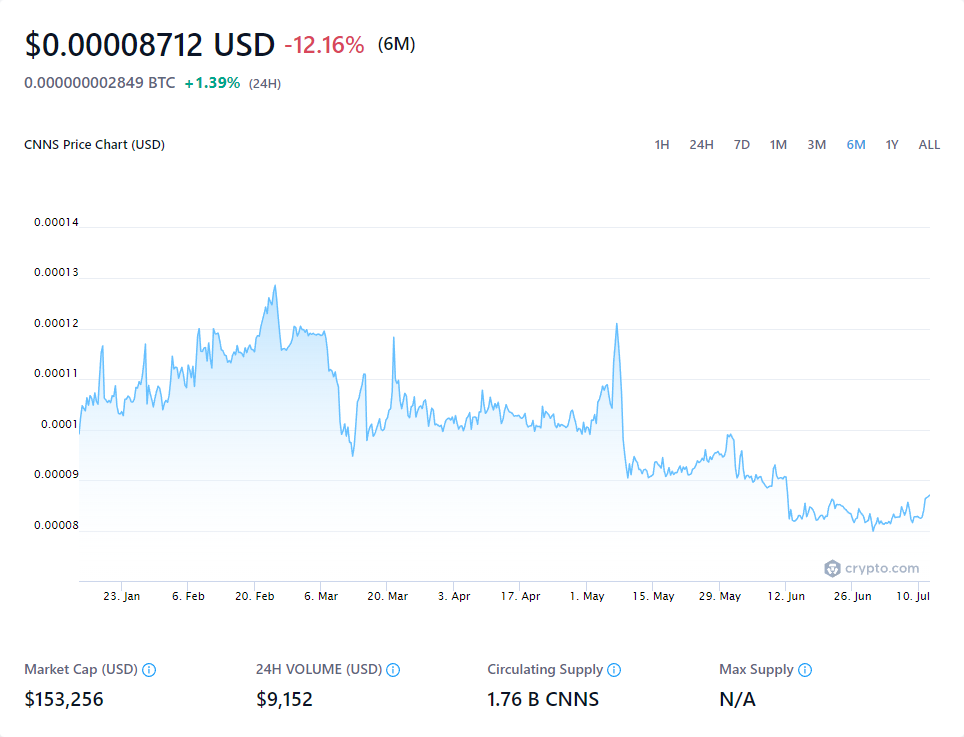 $0.00008712 USD -12.16% (6M)
0.000000002849 BTC +1.39% (24H)
CNNS Price Chart (USD) 1H 24H 7D 1M 3M 6M 1Y ALL
0.00014
0.00013
0.00012
0.00011
0.0001
0.00009
0.00008
crypto.com
23. Jan 6. Feb 20. Feb 6. Mar 20. Mar 3. Apr 17. Apr 1. May 15. May 29. May 12. Jun 26. Jun 10. Jul
Market Cap (USD) 24H VOLUME (USD) Circulating Supply Max Supply
$153,256 $9,152 1.76 B CNNS N/A